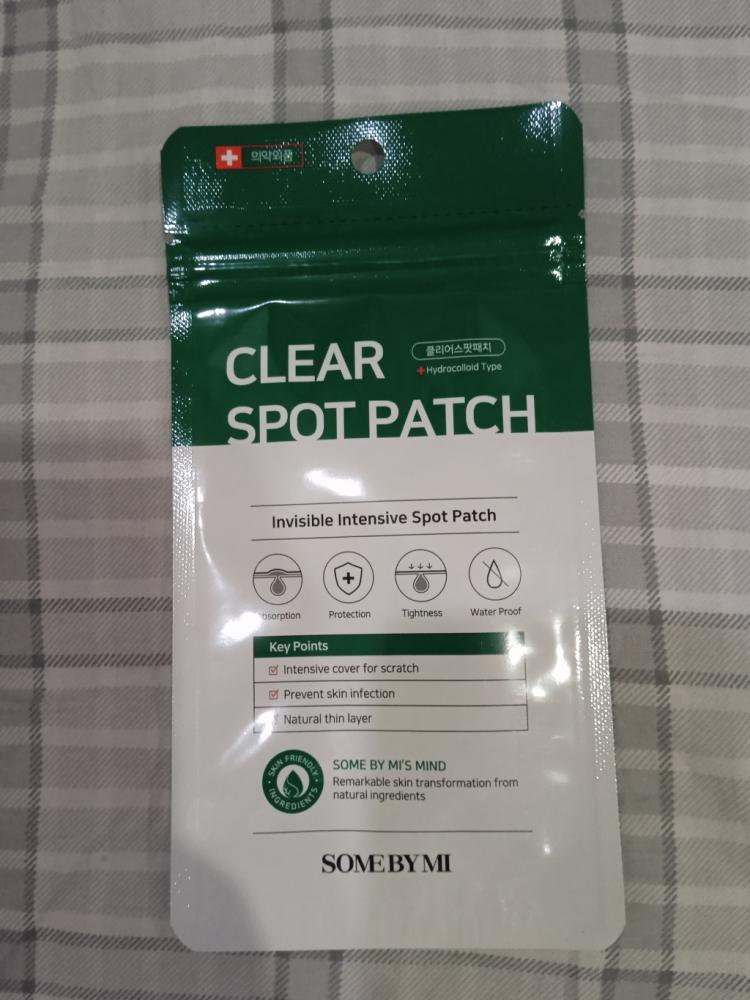 의약외품
CLEAR
클리어스팟패치
+Hydrocolloid Type
SPOT PATCH
Invisible Intensive Spot Patch
Absorption
Protection
Tightness
Water Proof
Key Points
Intensive cover for scratch
Prevent skin infection
Natural thin layer
SKIN FRIENDLY
INGREDIENTS
SOME BY MI'S MIND
Remarkable skin transformation from
natural ingredients
SOME BY MI